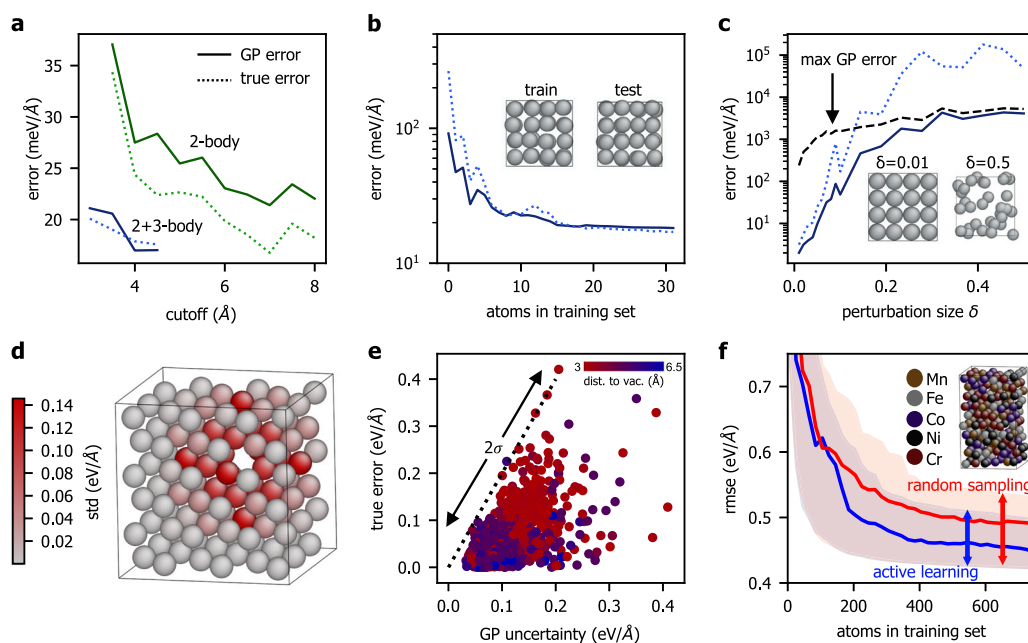 a
error (meV/Å)
35
30
25
20
4
6
8
cutoff (Å)
GP error
true error
2-body
2+3-body
b
error (meV/Å)
10²
10¹
0
10
20
30
atoms in training set
train
test
c
error (meV/Å)
10⁵
10⁴
10³
10²
10¹
0.0
0.2
0.4
perturbation size δ
max GP error
δ=0.01
δ=0.5
d
std (eV/Å)
0.14
0.12
0.10
0.08
0.06
0.04
0.02
e
true error (eV/Å)
0.4
0.3
0.2
0.1
0.0
0.0
0.1
0.2
0.3
0.4
GP uncertainty (eV/Å)
3
6.5
dist. to vac. (Å)
2σ
f
rmse (eV/Å)
0.7
0.6
0.5
0.4
0
200
400
600
atoms in training set
Mn
Fe
Co
Ni
Cr
random sampling
active learning